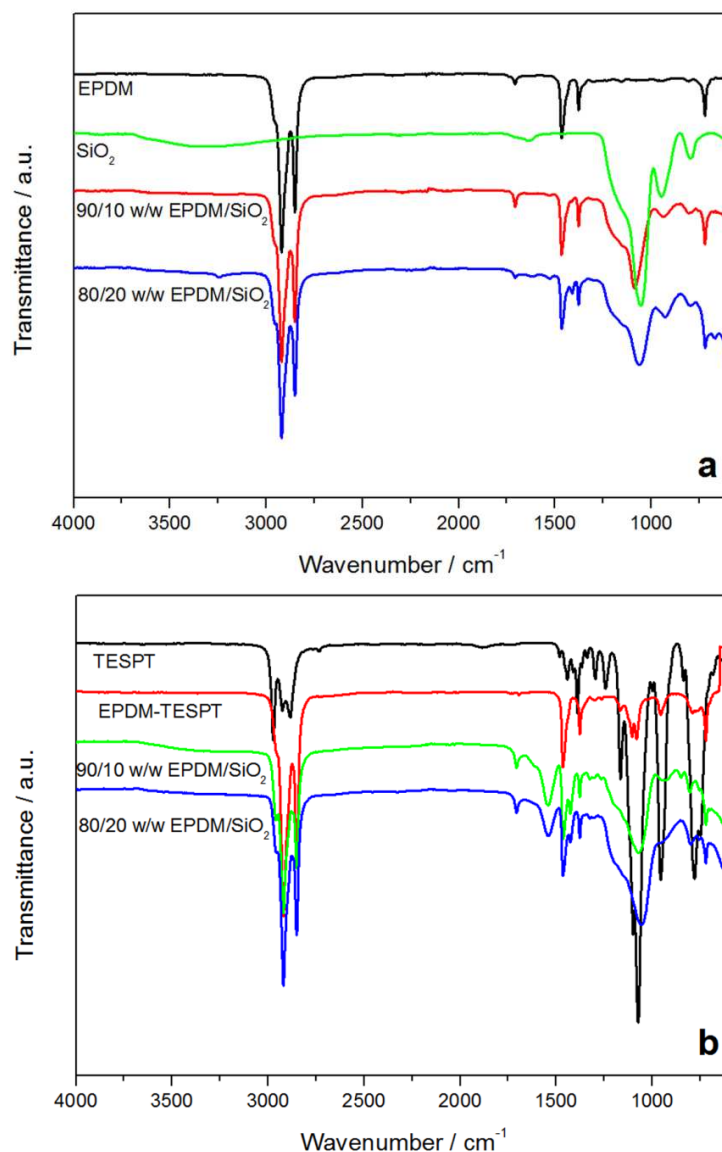 EPDM
SiO₂
90/10 w/w EPDM/SiO₂
80/20 w/w EPDM/SiO₂
Transmittance / a.u.
a
4000 3500 3000 2500 2000 1500 1000
Wavenumber / cm⁻¹
TESPT
EPDM-TESPT
90/10 w/w EPDM/SiO₂
80/20 w/w EPDM/SiO₂
Transmittance / a.u.
b
4000 3500 3000 2500 2000 1500 1000
Wavenumber / cm⁻¹